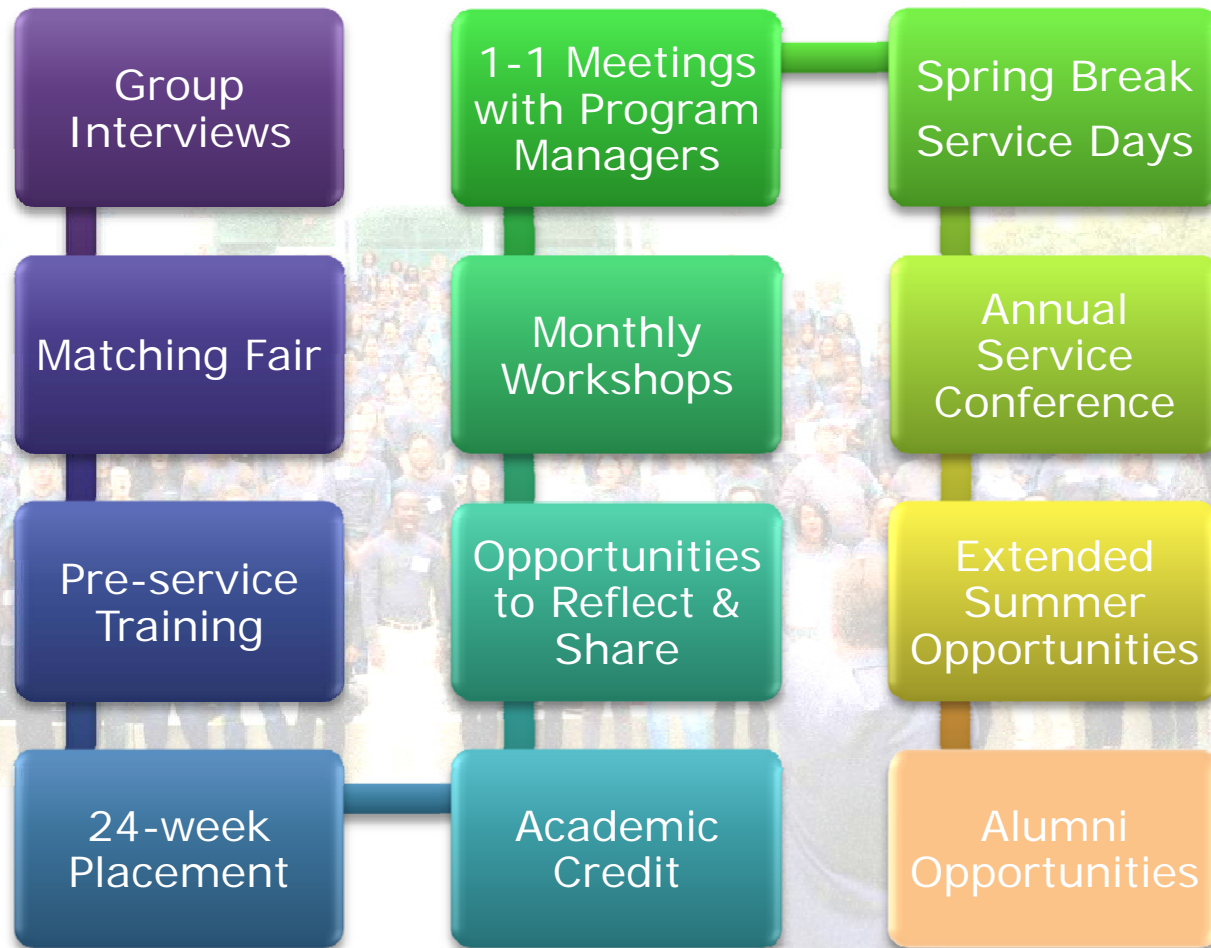 Group
Interviews
Matching Fair
Pre-service
Training
24-week
Placement
Academic
Credit
Opportunities
to Reflect &
Share
Monthly
Workshops
1-1 Meetings
with Program
Managers
Spring Break
Service Days
Annual
Service
Conference
Extended
Summer
Opportunities
Alumni
Opportunities